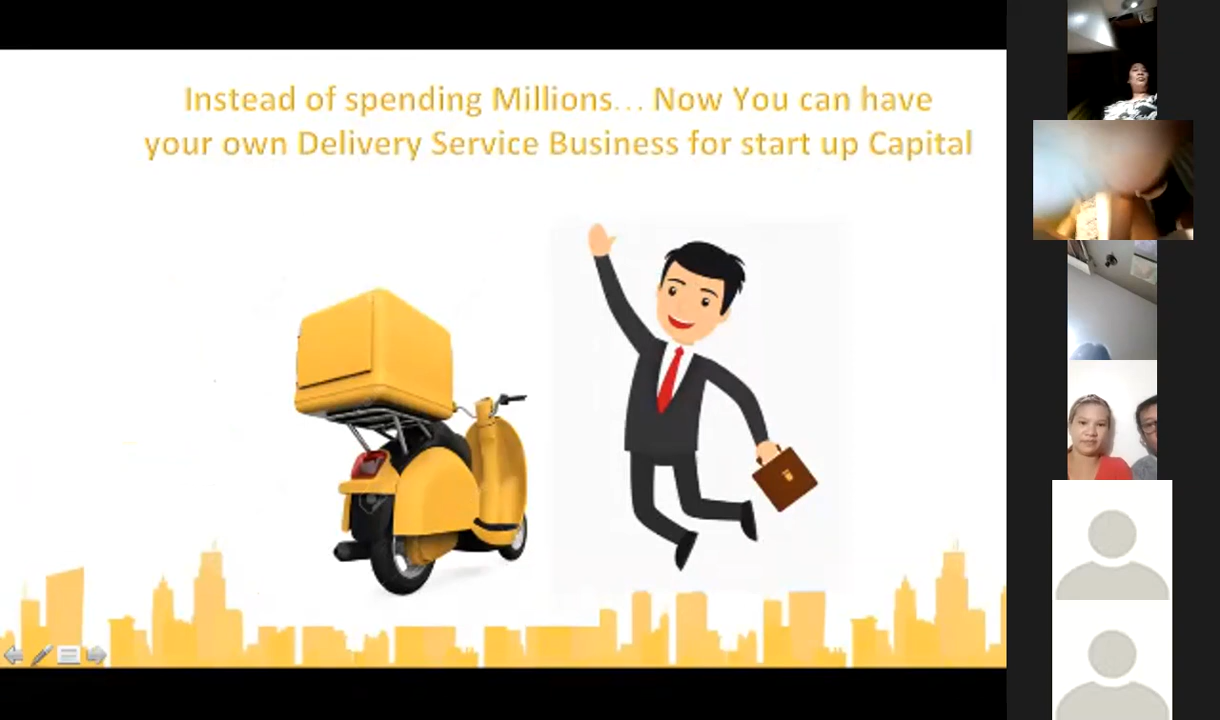 Instead of spending Millions... Now You can have
your own Delivery Service Business for start up Capital